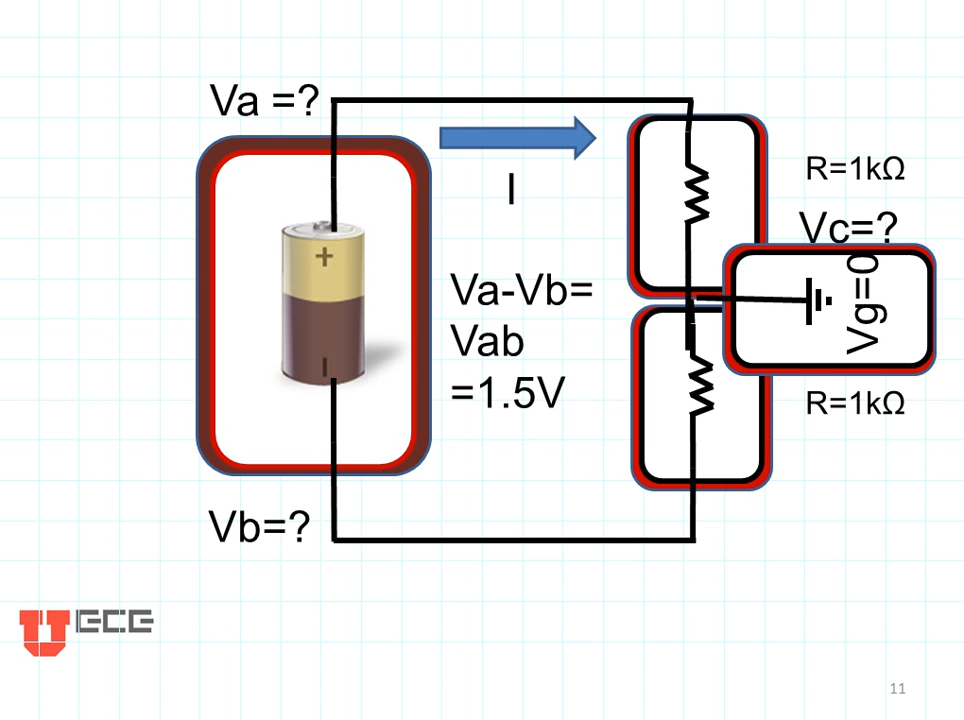 Va =?
I
R=1kΩ
Vc=?
+
Va-Vb=
Vab
=1.5V
Vg=0
I
R=1kΩ
Vb=?
U ECE
11